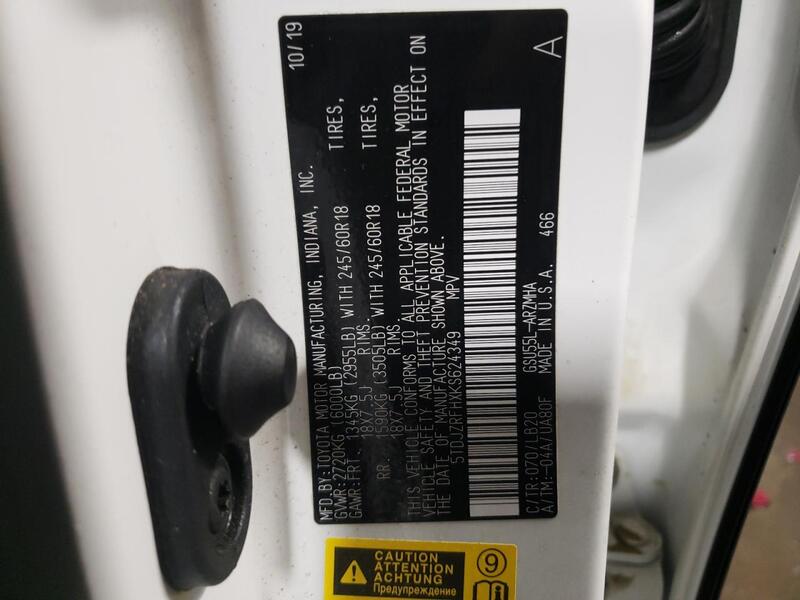 MFD.BY:TOYOTA MOTOR MANUFACTURING, INDIANA, INC. 10/19
GVWR:2720KG (6000LB)
GAWR:FRT. 1345KG (2955LB) WITH 245/60R18 TIRES,
18X7.5J RIMS.
RR. 1590KG (3505LB) WITH 245/60R18 TIRES,
18X7.5J RIMS.
THIS VEHICLE CONFORMS TO ALL APPLICABLE FEDERAL MOTOR
VEHICLE SAFETY AND THEFT PREVENTION STANDARDS IN EFFECT ON
THE DATE OF MANUFACTURE SHOWN ABOVE.
5TDJZRFHXKS624349 MPV
C/TR:070/LB20 GSU55L-ARZMHA 466
A/TM:-04A/UA80F MADE IN U.S.A. A
CAUTION
ATTENTION
ACHTUNG
Предупреждение
9